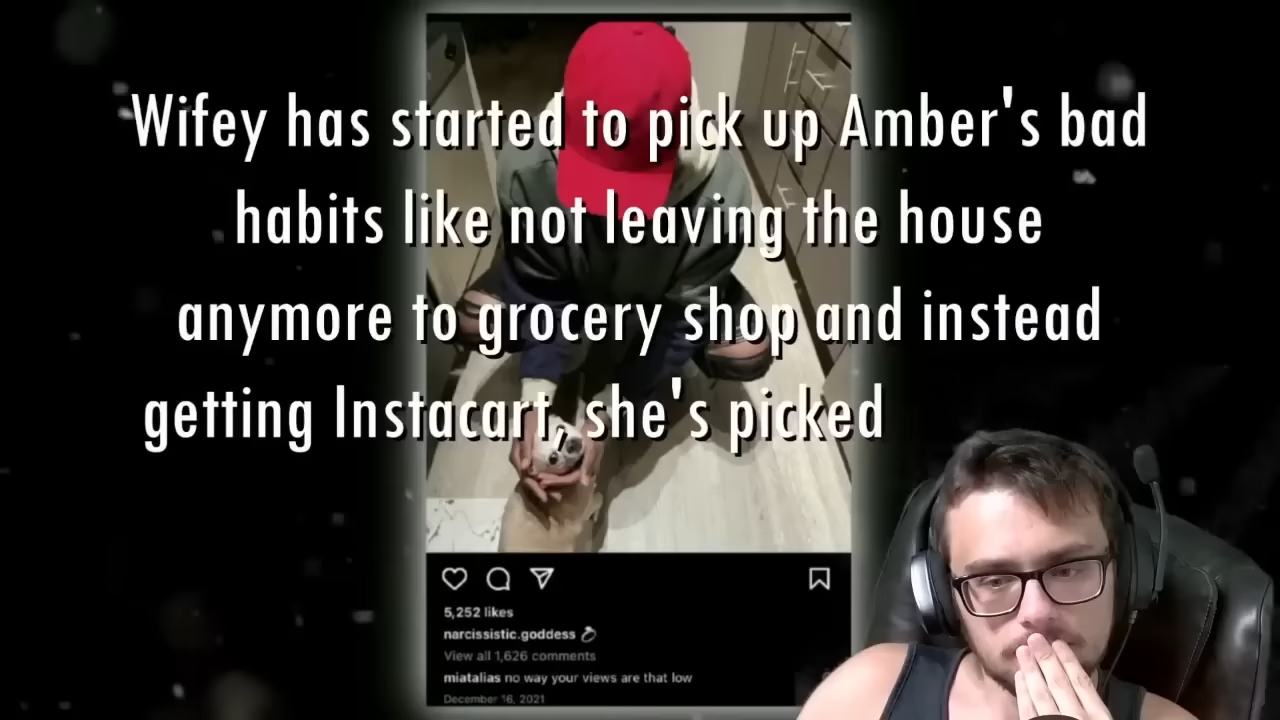 Wifey has started to pick up Amber's bad
habits like not leaving the house
anymore to grocery shop and instead
getting Instacart, she's picked
5,252 likes
narcissistic.goddess
View all 1,626 comments
miatalias no way your views are that low
December 16, 2021